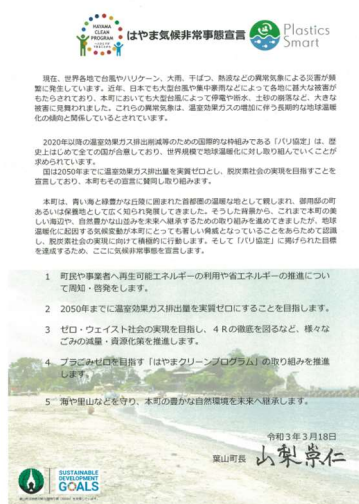 HAYAMA
CLEAN
PROGRAM
はやま気候非常事態宣言
Plastics
Smart
現在、世界各地で台風やハリケーン、大雨、干ばつ、熱波などの異常気象による災害が頻
繁に発生しています。近年、日本でも大型台風や集中豪雨などによって各地に甚大な被害が
もたらされており、本町においても大型台風によって停電や断水、土砂の崩落など、大きな
被害に見舞われました。これらの異常気象は、温室効果ガスの増加に伴う長期的な地球温暖
化の傾向と関係しているとされています。
2020年以降の温室効果ガス排出削減等のための国際的な枠組みである「パリ協定」は、歴
史上はじめて全ての国が合意しており、世界規模で地球温暖化に対し取り組んでいくことが
求められています。
国は2050年までに温室効果ガス排出量を実質ゼロとし、脱炭素社会の実現を目指すことを
宣言しており、本町もその宣言に賛同し取り組みます。
本町は、青い海と緑豊かな丘陵に囲まれた首都圏の温暖な地として親しまれ、御用邸の町
あるいは保養地として広く知られ発展してきました。そうした背景から、これまで本町の美
しい海辺や、自然豊かな山並みを未来へ継承するための取り組みを進めてきましたが、地球
温暖化に起因する気候変動が本町にとっても著しい脅威となっていることをあらためて認識
し、脱炭素社会の実現に向けて積極的に行動します。そして「パリ協定」に掲げられた目標
を達成するため、ここに気候非常事態を宣言します。
1 町民や事業者へ再生可能エネルギーの利用や省エネルギーの推進につい
て周知・啓発をします。
2 2050年までに温室効果ガス排出量を実質ゼロにすることを目指します。
3 ゼロ・ウェイスト社会の実現を目指し、4Rの徹底を図るなど、様々な
ごみの減量・資源化策を推進します。
4 プラごみゼロを目指す「はやまクリーンプログラム」の取り組みを推進
します。
5 海や里山などを守り、本町の豊かな自然環境を未来へ継承します。
令和3年3月18日
葉山町長 山梨崇仁
SUSTAINABLE
DEVELOPMENT
GOALS